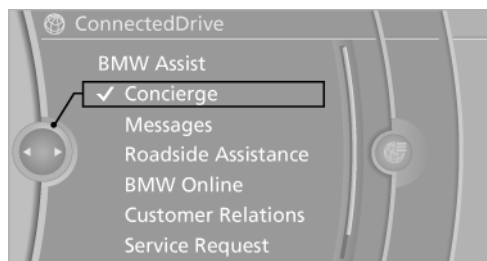 ConnectedDrive
BMW Assist
✓ Concierge
Messages
Roadside Assistance
BMW Online
Customer Relations
Service Request